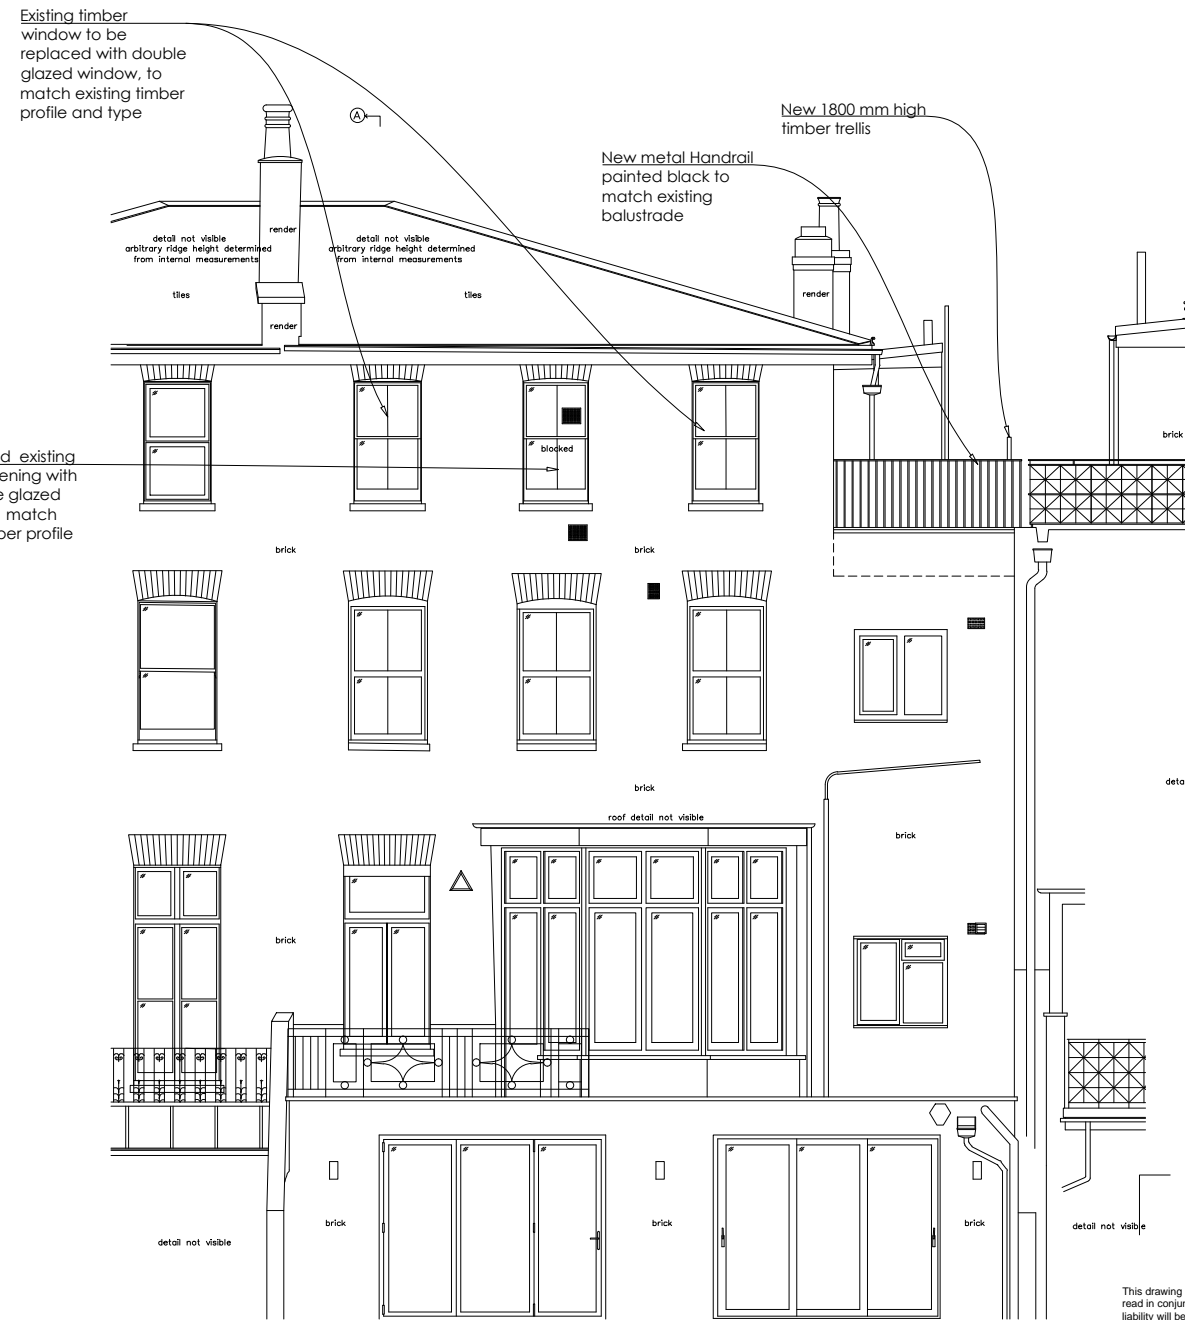 Existing timber
window to be
replaced with double
glazed window, to
match existing timber
profile and type
A
New 1800 mm high
timber trellis
New metal Handrail
painted black to
match existing
balustrade
render
detail not visible
arbitrary ridge height determined
from internal measurements
detail not visible
arbitrary ridge height determined
from internal measurements
tiles
tiles
render
render
brick
blocked
existing
with
glazed
match
profile
brick
brick
brick
roof detail not visible
brick
brick
brick
brick
brick
detail not visible
detail not visible
This drawing
read in
liability will be